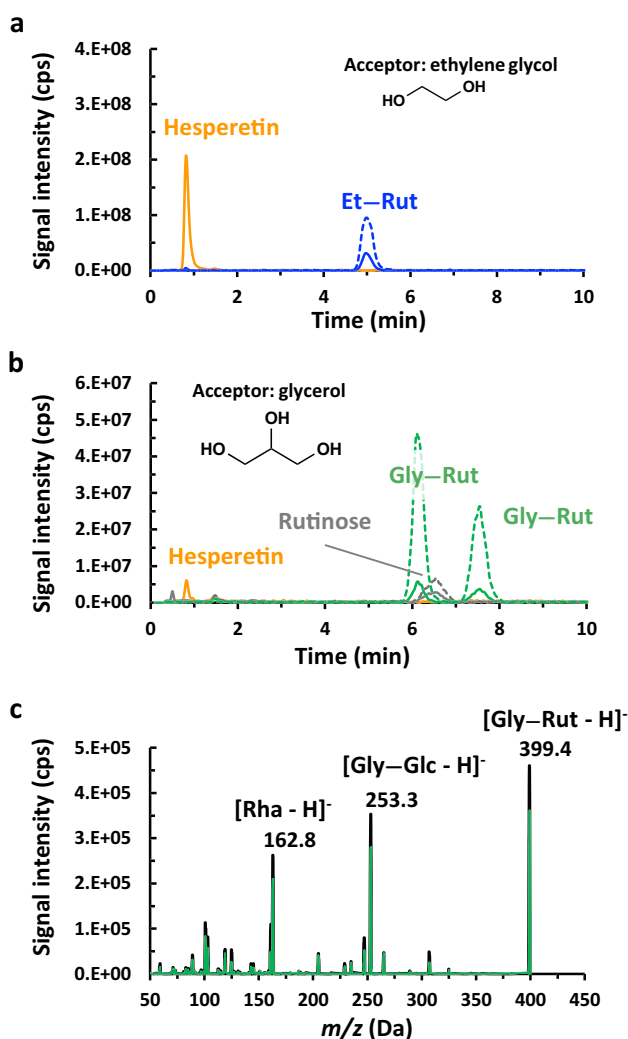 a
Signal intensity (cps)
4.E+08
3.E+08
2.E+08
1.E+08
0.E+00
Acceptor: ethylene glycol
HO
OH
Hesperetin
Et—Rut
0 2 4 6 8 10
Time (min)
b
Signal intensity (cps)
6.E+07
5.E+07
4.E+07
3.E+07
2.E+07
1.E+07
0.E+00
Acceptor: glycerol
OH
HO
OH
Gly—Rut
Gly—Rut
Rutinose
Hesperetin
0 2 4 6 8 10
Time (min)
c
Signal intensity (cps)
5.E+05
4.E+05
3.E+05
2.E+05
1.E+05
0.E+00
[Gly—Rut - H]-
399.4
[Gly—Glc - H]-
253.3
[Rha - H]-
162.8
50 100 150 200 250 300 350 400 450
m/z (Da)